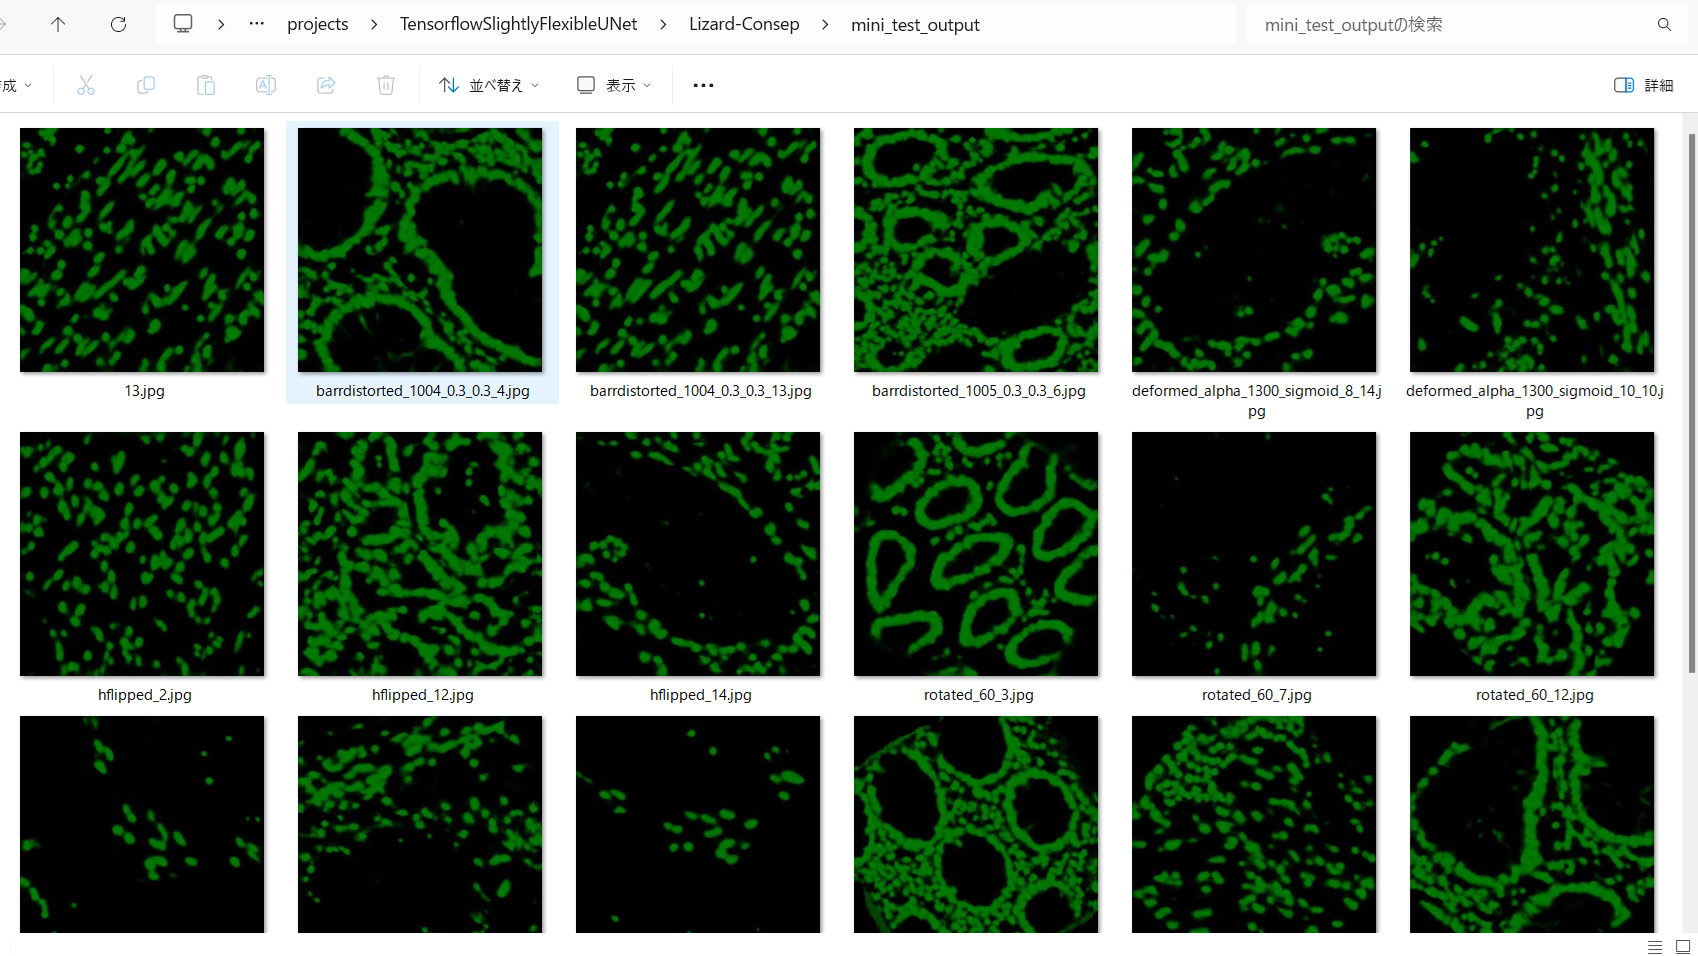 projects > TensorflowSlightlyFlexibleUNet > Lizard-Consep > mini_test_output
mini_test_outputの検索
成
並べ替え
表示
詳細
13.jpg
barrdistorted_1004_0.3_0.3_4.jpg
barrdistorted_1004_0.3_0.3_13.jpg
barrdistorted_1005_0.3_0.3_6.jpg
deformed_alpha_1300_sigmoid_8_14.j
pg
deformed_alpha_1300_sigmoid_10_10.j
pg
hflipped_2.jpg
hflipped_12.jpg
hflipped_14.jpg
rotated_60_3.jpg
rotated_60_7.jpg
rotated_60_12.jpg